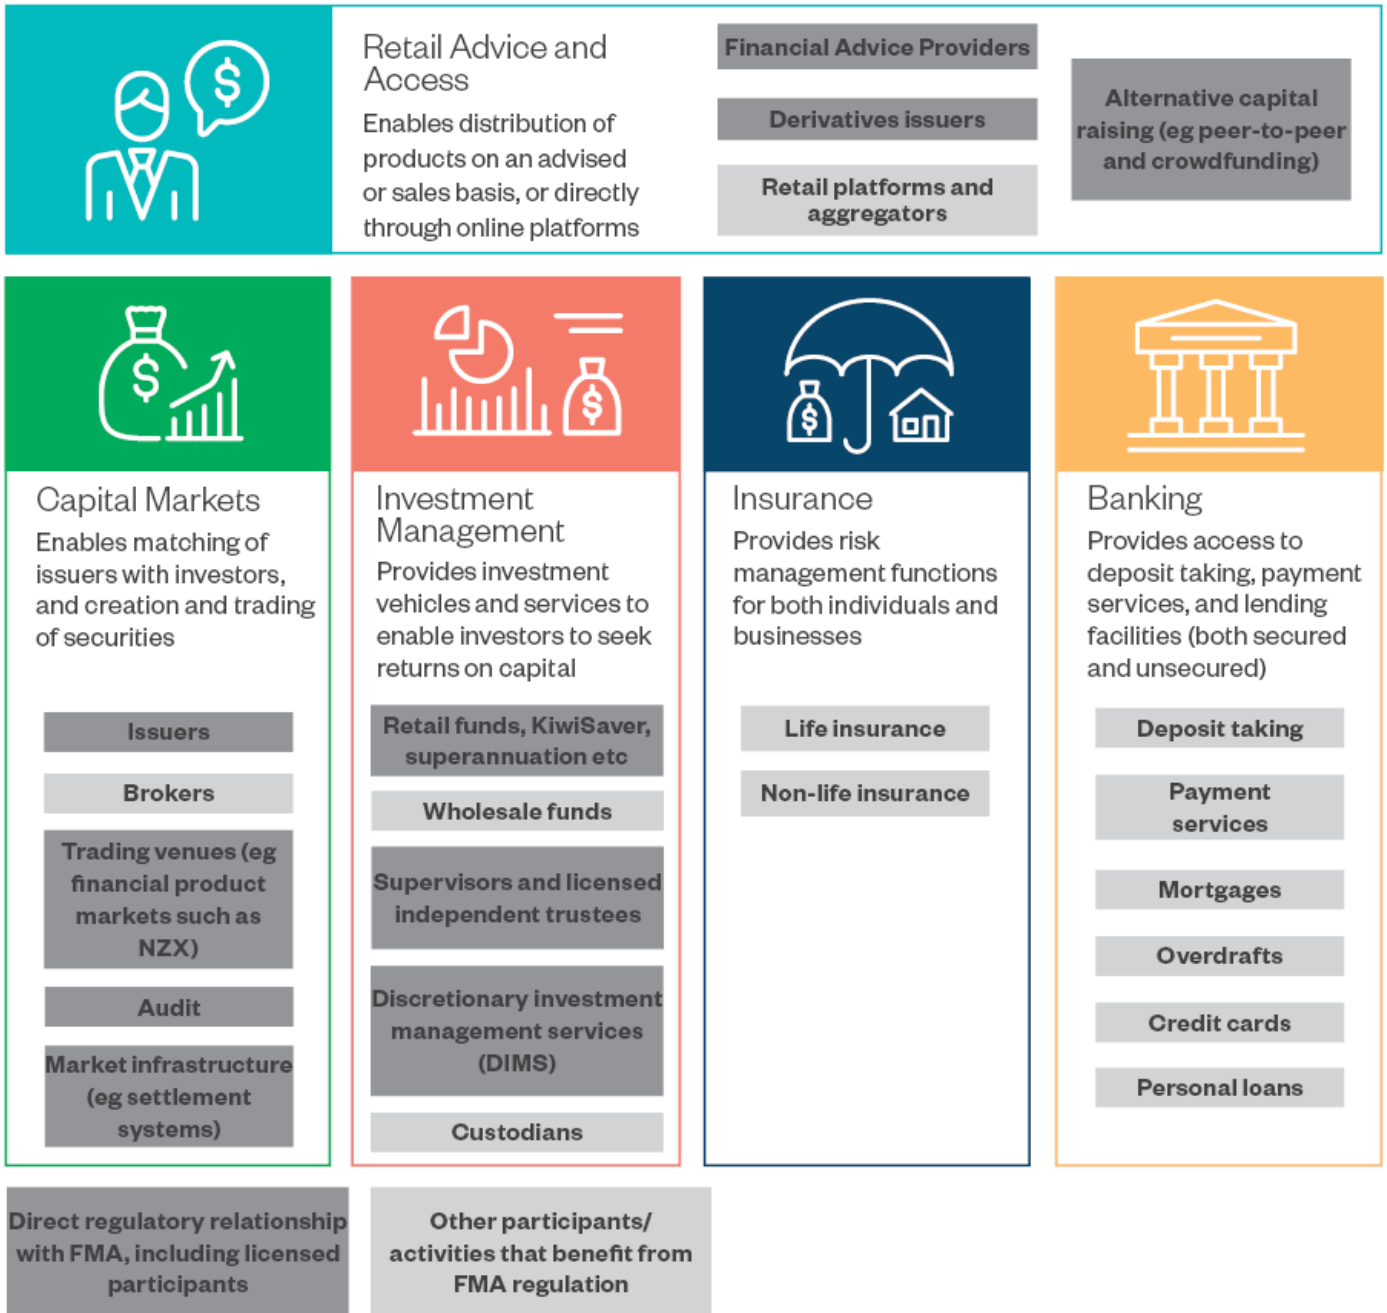 Retail Advice and
Access
Enables distribution of
products on an advised
or sales basis, or directly
through online platforms
Financial Advice Providers
Derivatives issuers
Retail platforms and
aggregators
Alternative capital
raising (eg peer-to-peer
and crowdfunding)
Capital Markets
Enables matching of
issuers with investors,
and creation and trading
of securities
Issuers
Brokers
Trading venues (eg
financial product
markets such as
NZX)
Audit
Market infrastructure
(eg settlement
systems)
Investment
Management
Provides investment
vehicles and services to
enable investors to seek
returns on capital
Retail funds, KiwiSaver,
superannuation etc
Wholesale funds
Supervisors and licensed
independent trustees
Discretionary investment
management services
(DIMS)
Custodians
Insurance
Provides risk
management functions
for both individuals and
businesses
Life insurance
Non-life insurance
Banking
Provides access to
deposit taking, payment
services, and lending
facilities (both secured
and unsecured)
Deposit taking
Payment
services
Mortgages
Overdrafts
Credit cards
Personal loans
Direct regulatory relationship
with FMA, including licensed
participants
Other participants/
activities that benefit from
FMA regulation